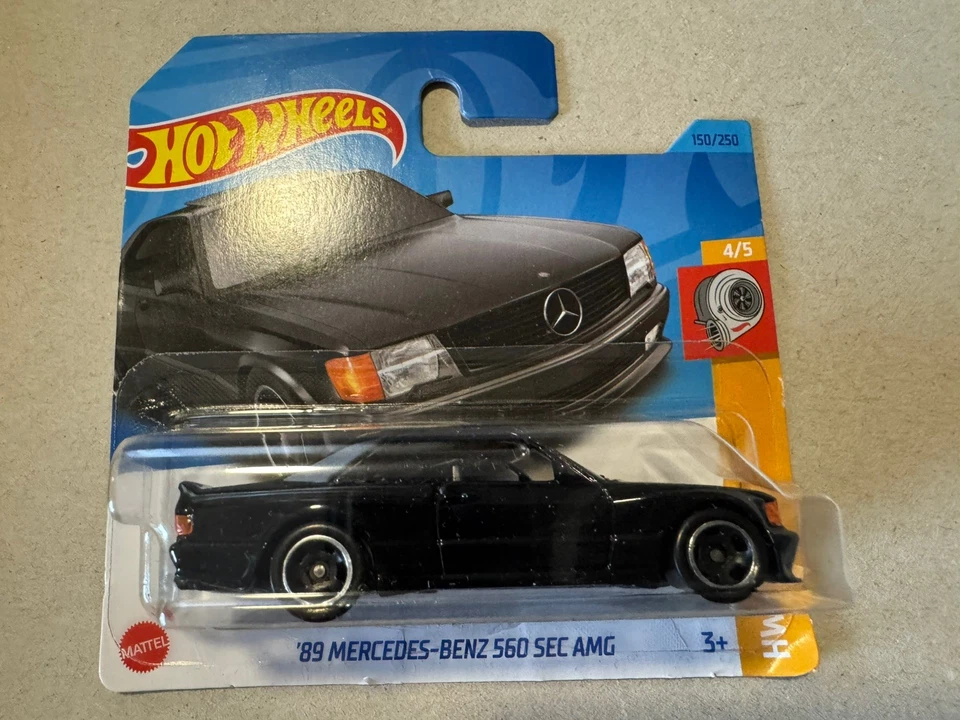 HOT WHEELS
150/250
4/5
MATTEL
'89 MERCEDES-BENZ 560 SEC AMG
3+
HW